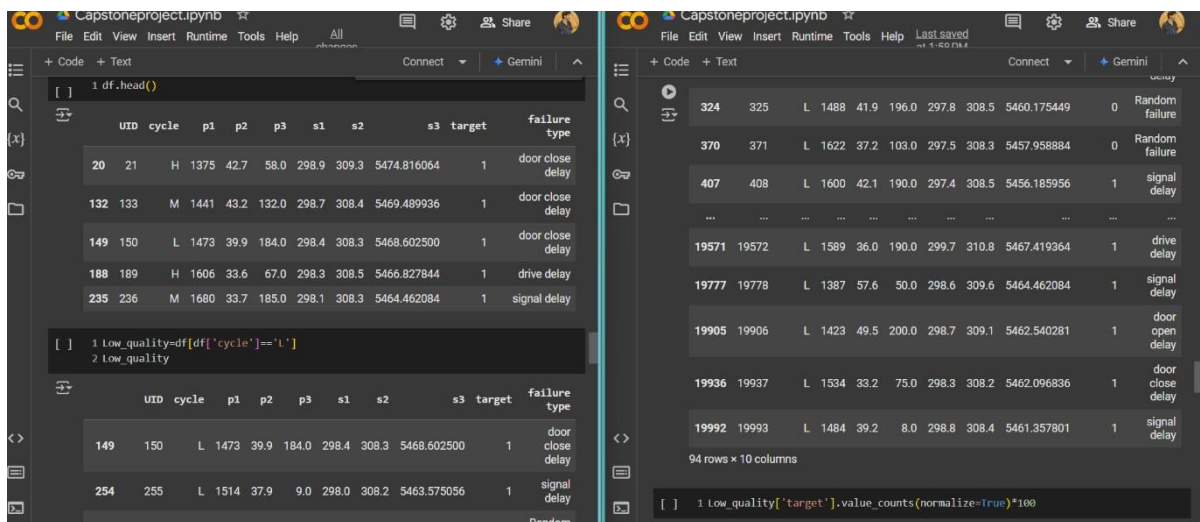 Capstoneproject.ipynb
File Edit View Insert Runtime Tools Help All changes
Share
+ Code + Text
Connect
Gemini
[ ] 1 df.head()
UID cycle p1 p2 p3 s1 s2 s3 target failure type
20 21 H 1375 42.7 58.0 298.9 309.3 5474.816064 1 door close delay
132 133 M 1441 43.2 132.0 298.7 308.4 5469.489936 1 door close delay
149 150 L 1473 39.9 184.0 298.4 308.3 5468.602500 1 door close delay
188 189 H 1606 33.6 67.0 298.3 308.5 5466.827844 1 drive delay
235 236 M 1680 33.7 185.0 298.1 308.3 5464.462084 1 signal delay
[ ] 1 Low_quality=df[df['cycle']=='L']
2 Low_quality
UID cycle p1 p2 p3 s1 s2 s3 target failure type
149 150 L 1473 39.9 184.0 298.4 308.3 5468.602500 1 door close delay
254 255 L 1514 37.9 9.0 298.0 308.2 5463.575056 1 signal delay
Random
Capstoneproject.ipynb
File Edit View Insert Runtime Tools Help Last saved at 1:59 PM
Share
+ Code + Text
Connect
Gemini
delay
324 325 L 1488 41.9 196.0 297.8 308.5 5460.175449 0 Random failure
370 371 L 1622 37.2 103.0 297.5 308.3 5457.958884 0 Random failure
407 408 L 1600 42.1 190.0 297.4 308.5 5456.185956 1 signal delay
... ... ... ... ... ... ... ... ... ... ...
19571 19572 L 1589 36.0 190.0 299.7 310.8 5467.419364 1 drive delay
19777 19778 L 1387 57.6 50.0 298.6 309.6 5464.462084 1 signal delay
19905 19906 L 1423 49.5 200.0 298.7 309.1 5462.540281 1 door open delay
19936 19937 L 1534 33.2 75.0 298.3 308.2 5462.096836 1 door close delay
19992 19993 L 1484 39.2 8.0 298.8 308.4 5461.357801 1 signal delay
94 rows × 10 columns
[ ] 1 Low_quality['target'].value_counts(normalize=True)*100